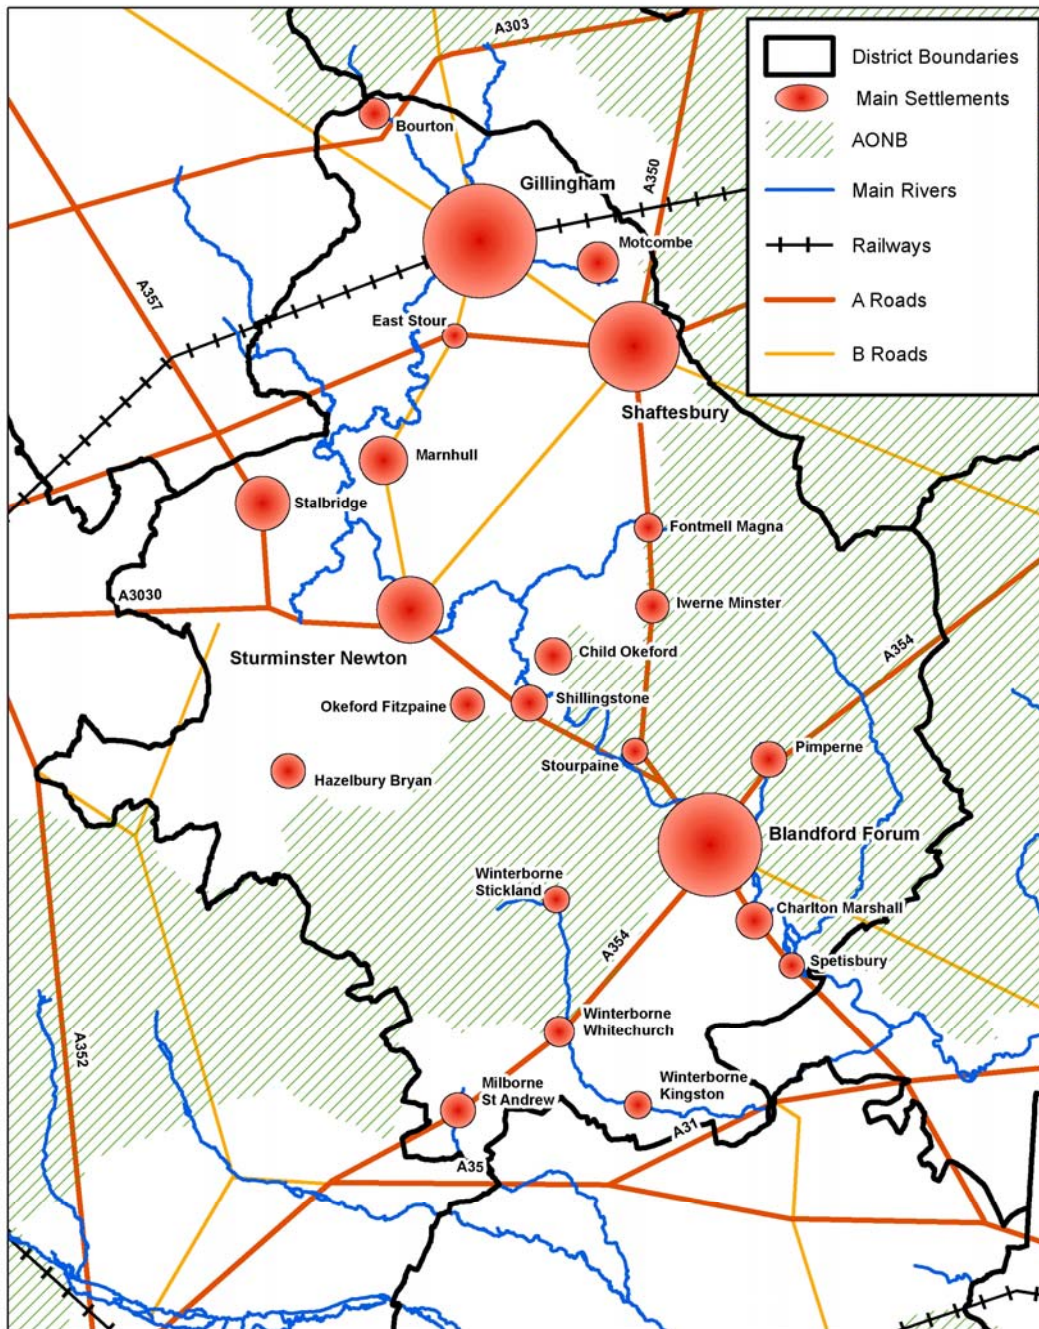 A303
District Boundaries
Main Settlements
AONB
Main Rivers
Railways
A Roads
B Roads
Bourton
Gillingham
A350
Motcombe
A357
East Stour
Shaftesbury
Marnhull
Stalbridge
Fontmell Magna
A3030
Iwerne Minster
Sturminster Newton
Child Okeford
A354
Okeford Fitzpaine
Shillingstone
Stourpaine
Pimperne
Hazelbury Bryan
Blandford Forum
Winterborne
Stickland
Charlton Marshall
A354
Spetisbury
A352
Winterborne
Whitechurch
Milborne
St Andrew
Winterborne
Kingston
A31
A35